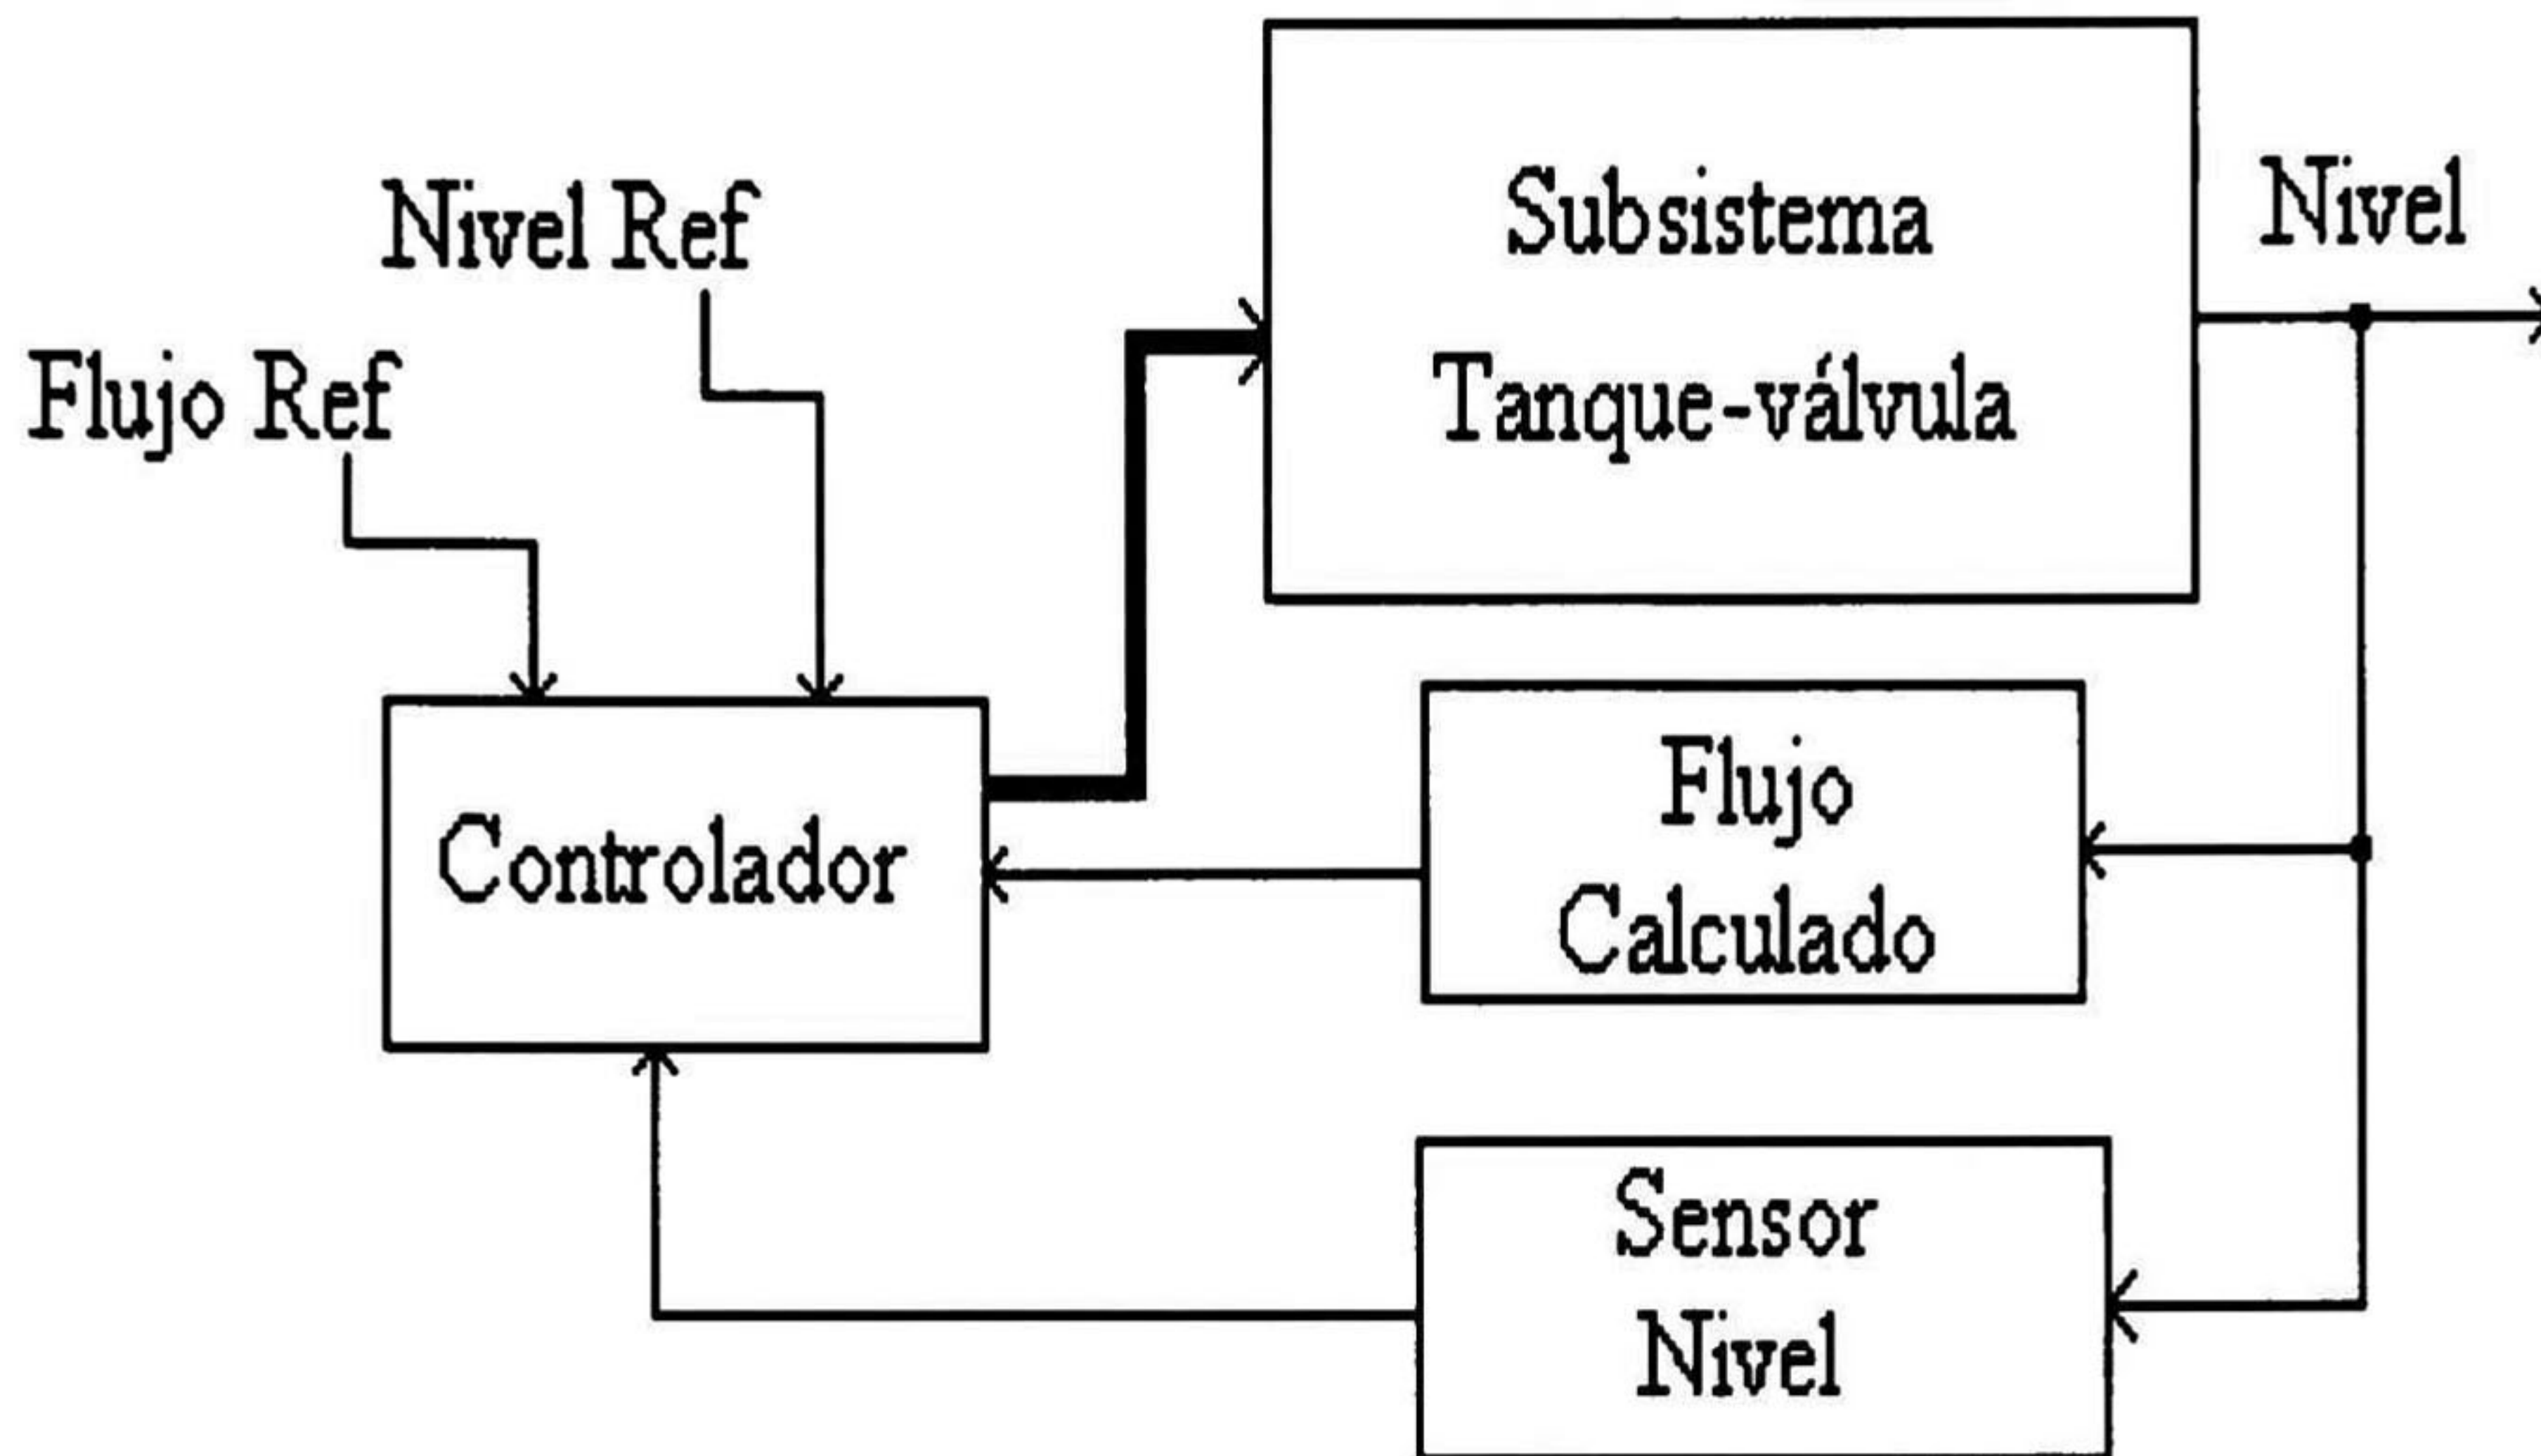 Subsistema
Tanque-válvula
Nivel
Nivel Ref
Flujo Ref
Controlador
Flujo
Calculado
Sensor
Nivel